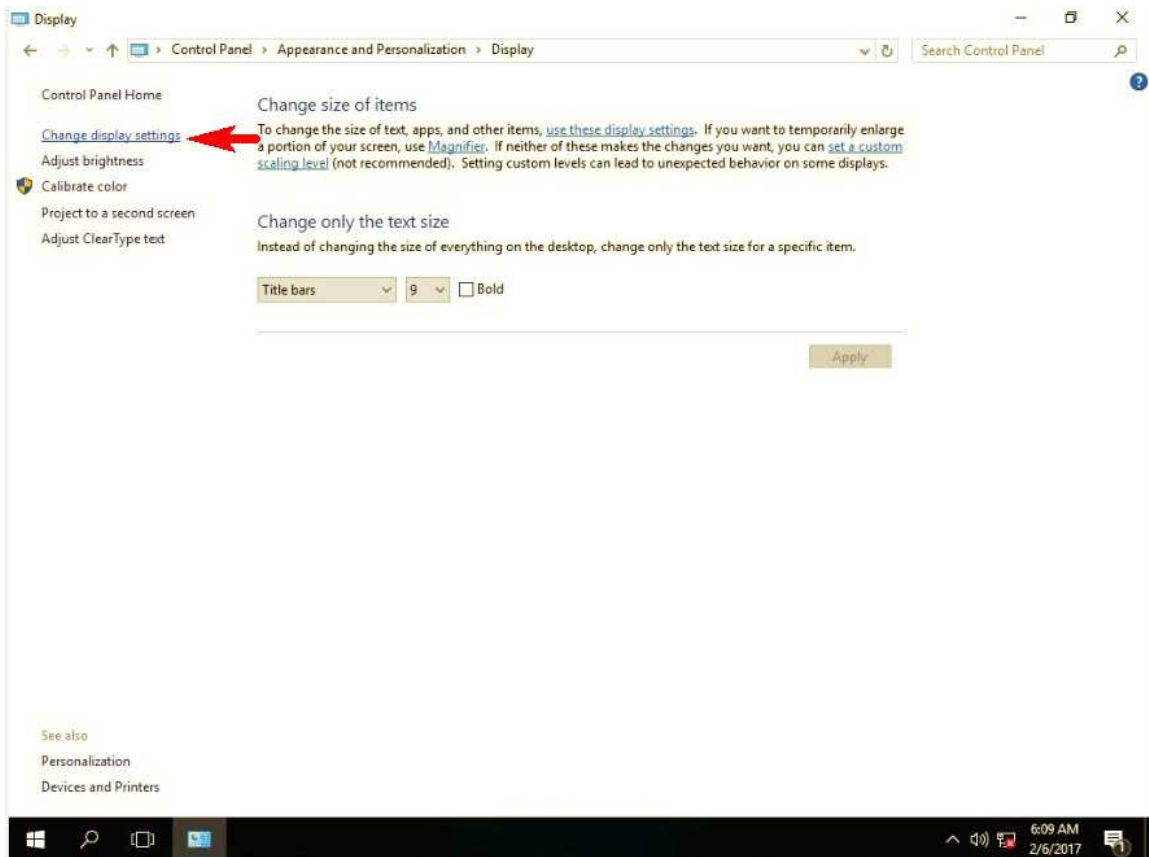 Display
Control Panel > Appearance and Personalization > Display
Search Control Panel
Control Panel Home
Change display settings
Adjust brightness
Calibrate color
Project to a second screen
Adjust ClearType text
Change size of items
To change the size of text, apps, and other items, use these display settings. If you want to temporarily enlarge
a portion of your screen, use Magnifier. If neither of these makes the changes you want, you can set a custom
scaling level (not recommended). Setting custom levels can lead to unexpected behavior on some displays.
Change only the text size
Instead of changing the size of everything on the desktop, change only the text size for a specific item.
Title bars 9 Bold
Apply
See also
Personalization
Devices and Printers
6:09 AM
2/6/2017
1